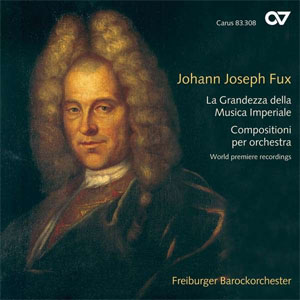 Carus 83.308
Johann Joseph Fux
La Grandezza della
Musica Imperiale
Compositioni
per orchestra
World premiere recordings
Freiburger Barockorchester